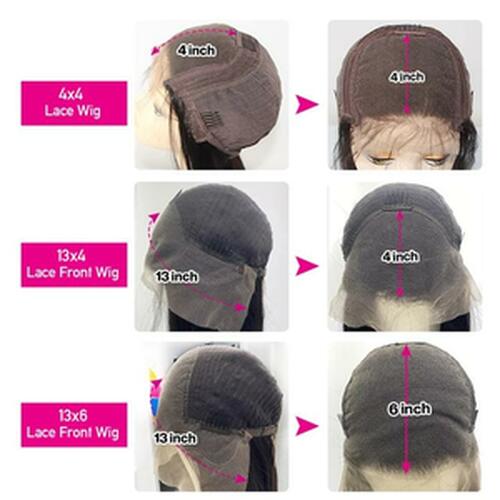 4x4
Lace Wig
4 inch
4 inch
13x4
Lace Front Wig
13 inch
4 inch
13x6
Lace Front Wig
13 inch
6 inch